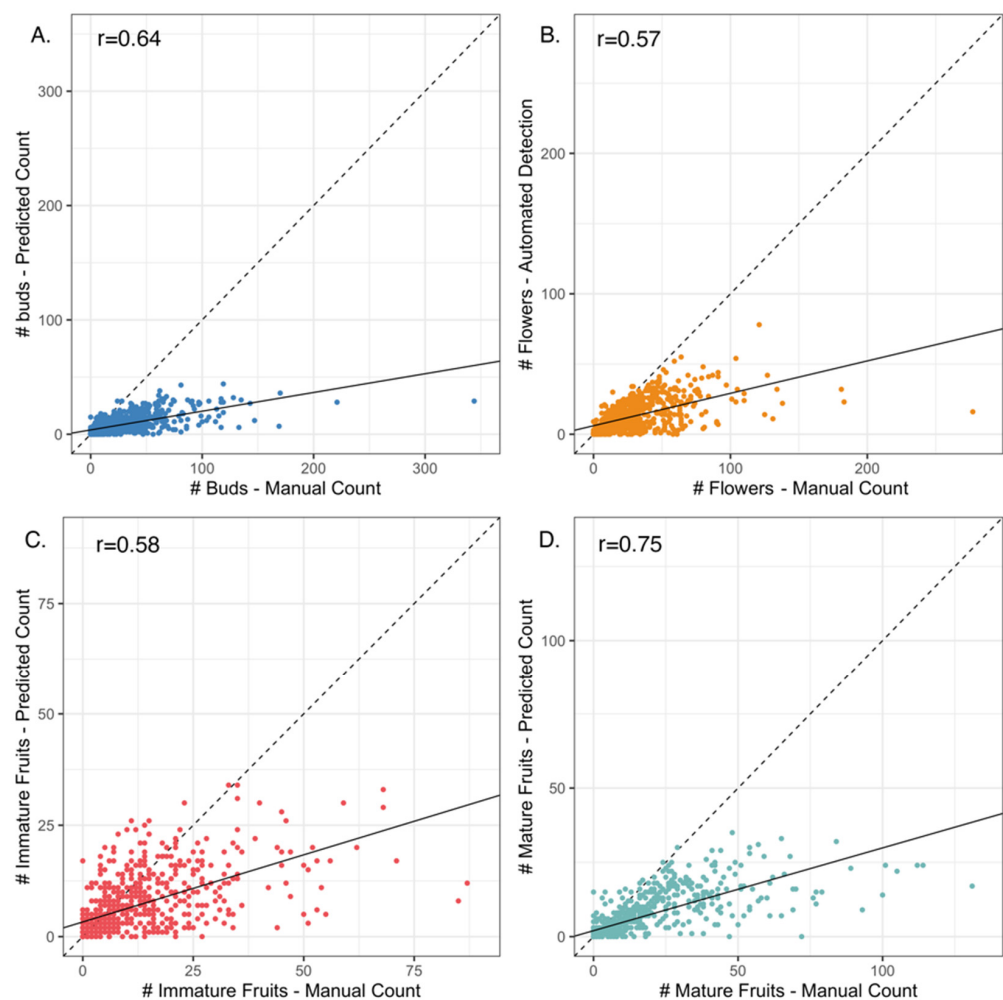 A.
r=0.64
# buds - Predicted Count
300
200
100
0
0 100 200 300
# Buds - Manual Count
B.
r=0.57
# Flowers - Automated Detection
200
100
0
0 100 200
# Flowers - Manual Count
C.
r=0.58
# Immature Fruits - Predicted Count
75
50
25
0
0 25 50 75
# Immature Fruits - Manual Count
D.
r=0.75
# Mature Fruits - Predicted Count
100
50
0
0 50 100
# Mature Fruits - Manual Count